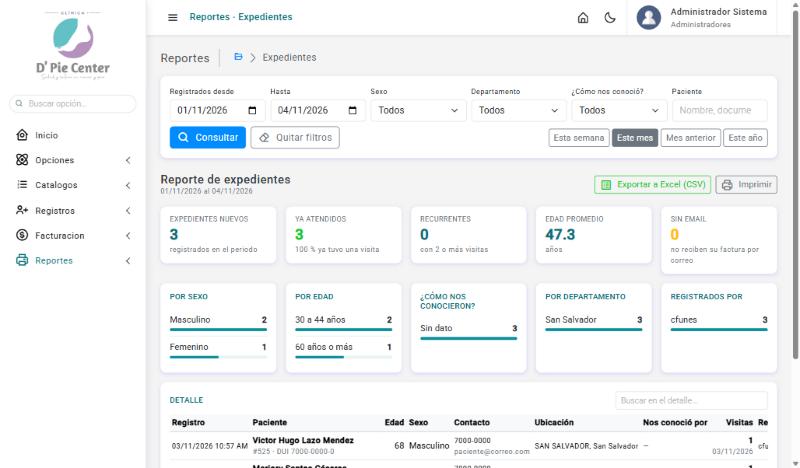 CLINICA
D' Pie Center
Buscar opción...
Inicio
Opciones
Catalogos
Registros
Facturacion
Reportes
Reportes - Expedientes
Administrador Sistema
Administradores
Reportes
Expedientes
Registrados desde
Hasta
Sexo
Departamento
¿Cómo nos conoció?
Paciente
01/11/2026
04/11/2026
Todos
Todos
Todos
Nombre, docume
Consultar
Quitar filtros
Esta semana
Este mes
Mes anterior
Este año
Reporte de expedientes
01/11/2026 al 04/11/2026
Exportar a Excel (CSV)
Imprimir
EXPEDIENTES NUEVOS
3
registrados en el periodo
YA ATENDIDOS
3
100 % ya tuvo una visita
RECURRENTES
0
con 2 o más visitas
EDAD PROMEDIO
47.3
años
SIN EMAIL
0
no reciben su factura por
correo
POR SEXO
Masculino 2
Femenino 1
POR EDAD
30 a 44 años 2
60 años o más 1
¿CÓMO NOS
CONOCIERON?
Sin dato 3
POR DEPARTAMENTO
San Salvador 3
REGISTRADOS POR
cfunes 3
DETALLE
Buscar en el detalle...
Registro Paciente Edad Sexo Contacto Ubicación Nos conoció por Visitas Re
03/11/2026 10:57 AM Victor Hugo Lazo Mendez 68 Masculino 7000-0000 SAN SALVADOR, San Salvador — 1 cfu
#525 - DUI 7000-0000-0 paciente@correo.com 03/11/2026